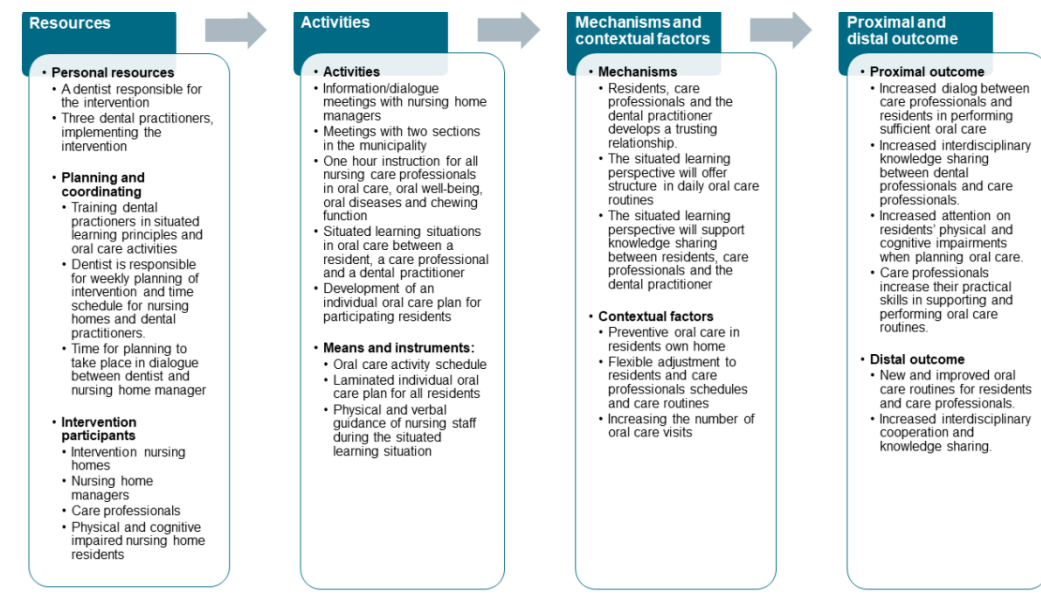 Resources
• Personal resources
• A dentist responsible for
the intervention
• Three dental practitioners,
implementing the
intervention
• Planning and
coordinating
• Training dental
practioners in situated
learning principles and
oral care activities
• Dentist is responsible
for weekly planning of
intervention and time
schedule for nursing
homes and dental
practitioners.
• Time for planning to
take place in dialogue
between dentist and
nursing home manager
• Intervention
participants
• Intervention nursing
homes
• Nursing home
managers
• Care professionals
• Physical and cognitive
impaired nursing home
residents
Activities
• Activities
• Information/dialogue
meetings with nursing home
managers
• Meetings with two sections
in the municipality
• One hour instruction for all
nursing care professionals
in oral care, oral well-being,
oral diseases and chewing
function
• Situated learning situations
in oral care between a
resident, a care professional
and a dental practitioner
• Development of an
individual oral care plan for
participating residents
• Means and instruments:
• Oral care activity schedule
• Laminated individual oral
care plan for all residents
• Physical and verbal
guidance of nursing staff
during the situated
learning situation
Mechanisms and
contextual factors
• Mechanisms
• Residents, care
professionals and the
dental practitioner
develops a trusting
relationship.
• The situated learning
perspective will offer
structure in daily oral care
routines
• The situated learning
perspective will support
knowledge sharing
between residents, care
professionals and the
dental practitioner
• Contextual factors
• Preventive oral care in
residents own home
• Flexible adjustment to
residents and care
professionals schedules
and care routines
• Increasing the number of
oral care visits
Proximal and
distal outcome
• Proximal outcome
• Increased dialog between
care professionals and
residents in performing
sufficient oral care
• Increased interdisciplinary
knowledge sharing
between dental
professionals and care
professionals.
• Increased attention on
residents' physical and
cognitive impairments
when planning oral care.
• Care professionals
increase their practical
skills in supporting and
performing oral care
routines.
• Distal outcome
• New and improved oral
care routines for residents
and care professionals.
• Increased interdisciplinary
cooperation and
knowledge sharing.